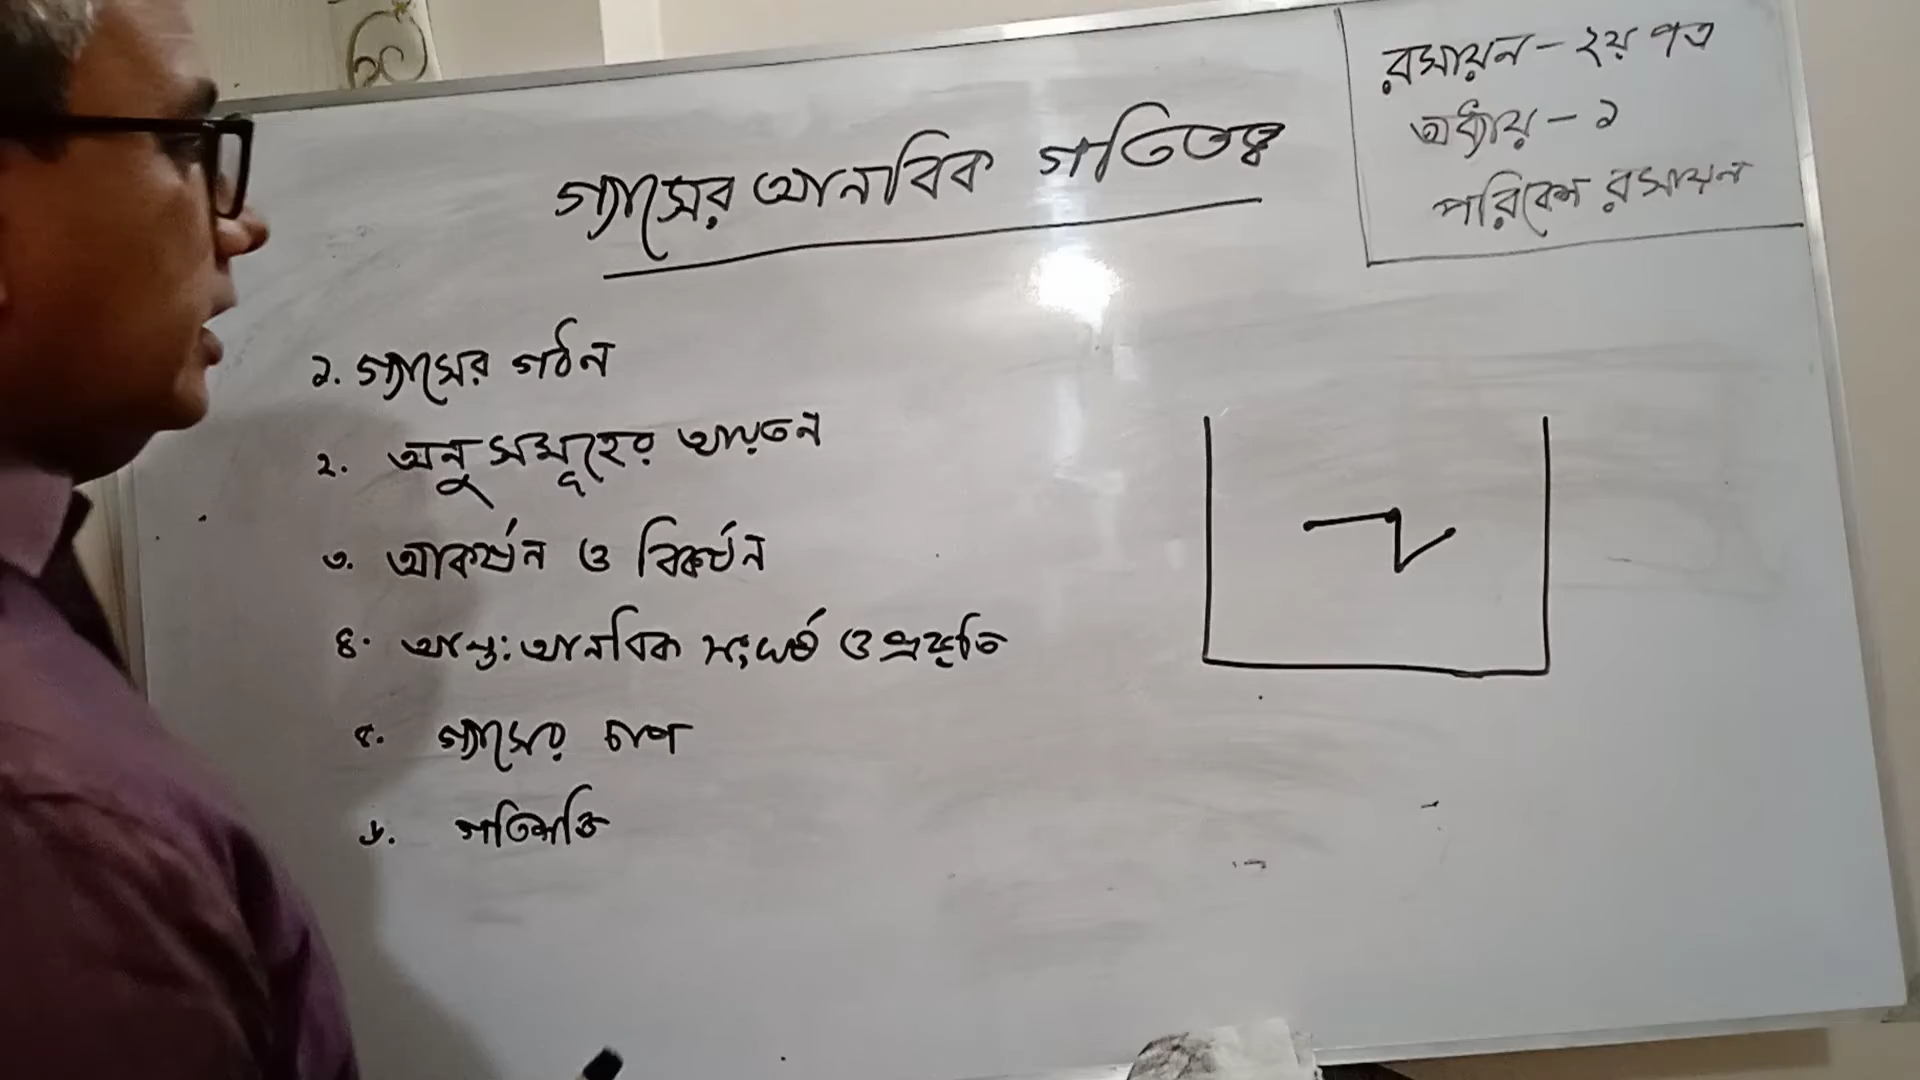 রসায়ন - ২য় পত্র
অধ্যায় - ১
পরিবেশ রসায়ন
গ্যাসের আনবিক গতিতত্ত্ব
১. গ্যাসের গঠন
২. অনু সমূহের আয়তন
৩. আকর্ষন ও বিকর্ষন
৪. আন্ত:আনবিক সংঘর্ষ ও প্রকৃতি
৫. গ্যাসের চাপ
৬. গতিশক্তি